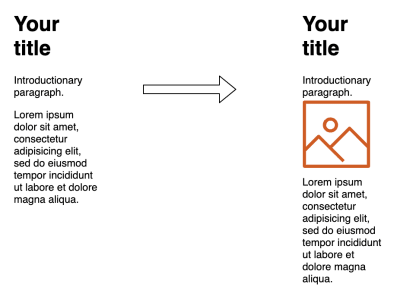 Your
title
Introductionary
paragraph.
Lorem ipsum
dolor sit amet,
consectetur
adipisicing elit,
sed do eiusmod
tempor incididunt
ut labore et dolore
magna aliqua.
Your
title
Introductionary
paragraph.
Lorem ipsum
dolor sit amet,
consectetur
adipisicing elit,
sed do eiusmod
tempor incididunt
ut labore et
dolore magna
aliqua.